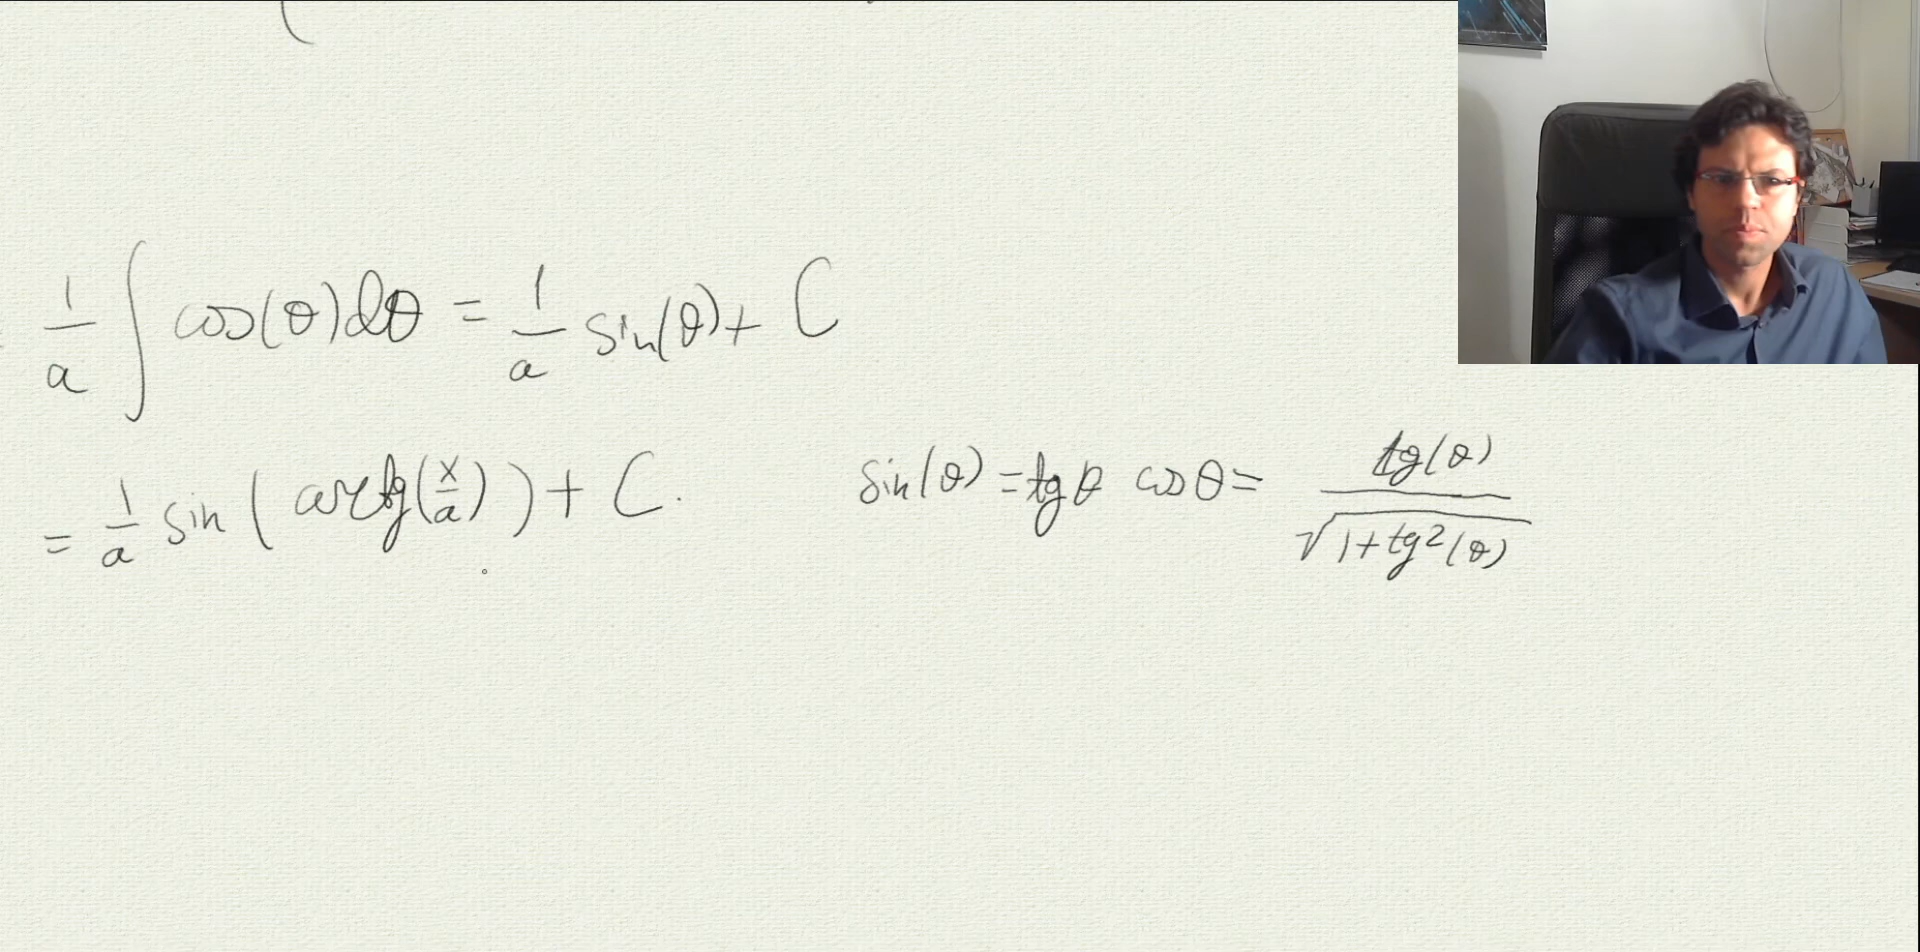 1/a ∫ cos(θ)dθ = 1/a sin(θ) + C
= 1/a sin(arctg(x/a)) + C.
sin(θ) = tgθ cosθ = tg(θ)/√(1+tg²(θ))